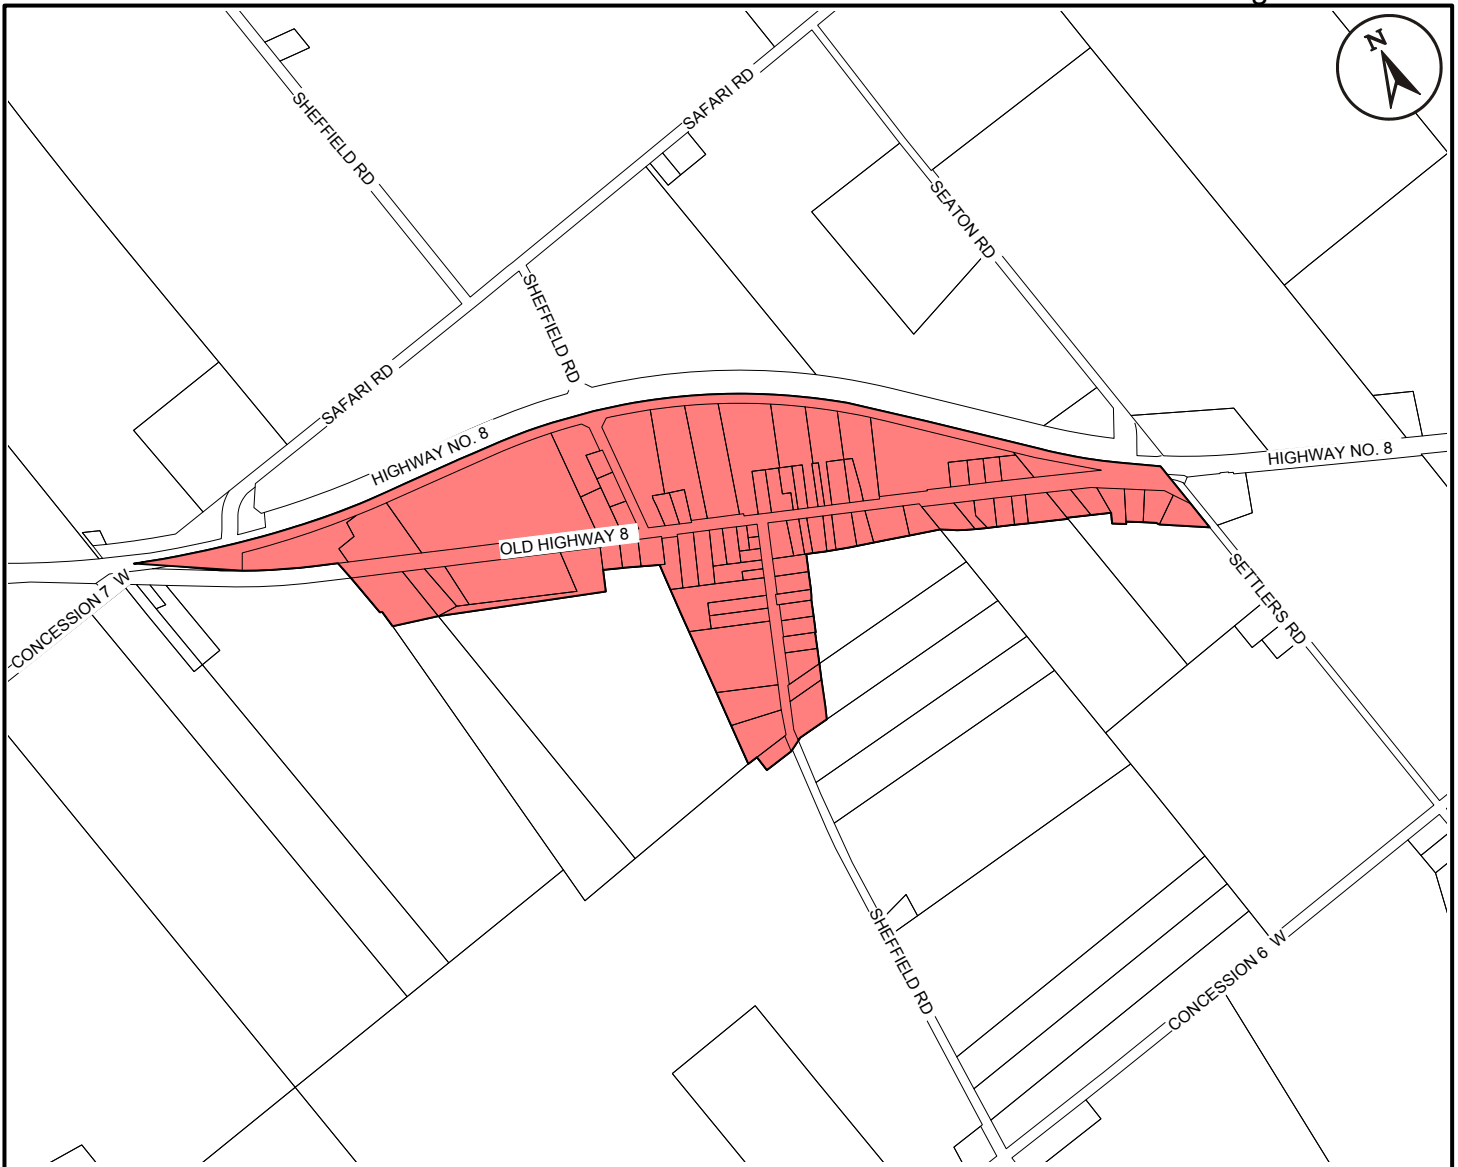 N
SHEFFIELD RD
SAFARI RD
SEATON RD
SHEFFIELD RD
SAFARI RD
HIGHWAY NO. 8
HIGHWAY NO. 8
OLD HIGHWAY 8
CONCESSION 7 W
SETTLERS RD
SHEFFIELD RD
CONCESSION 6 W